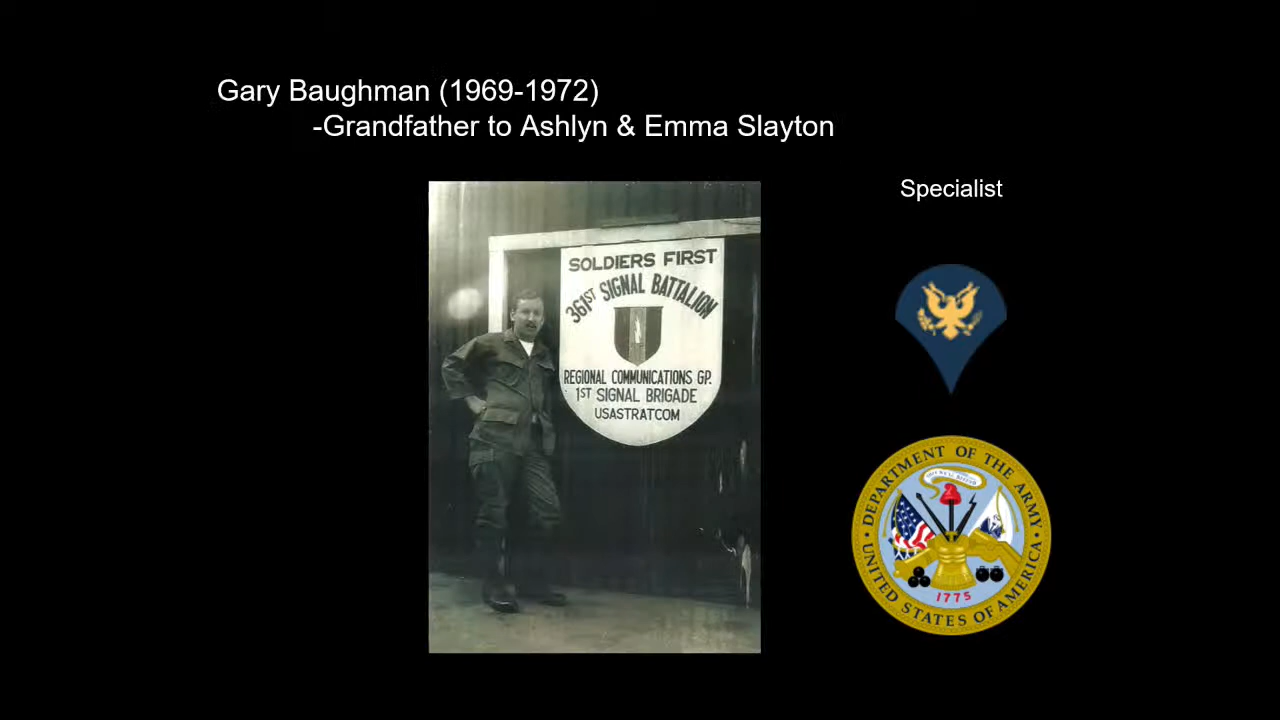 Gary Baughman (1969-1972)
-Grandfather to Ashlyn & Emma Slayton
Specialist
SOLDIERS FIRST
361ST SIGNAL BATTALION
REGIONAL COMMUNICATIONS GP.
1ST SIGNAL BRIGADE
USASTRATCOM
DEPARTMENT OF THE ARMY
UNITED STATES OF AMERICA
1775